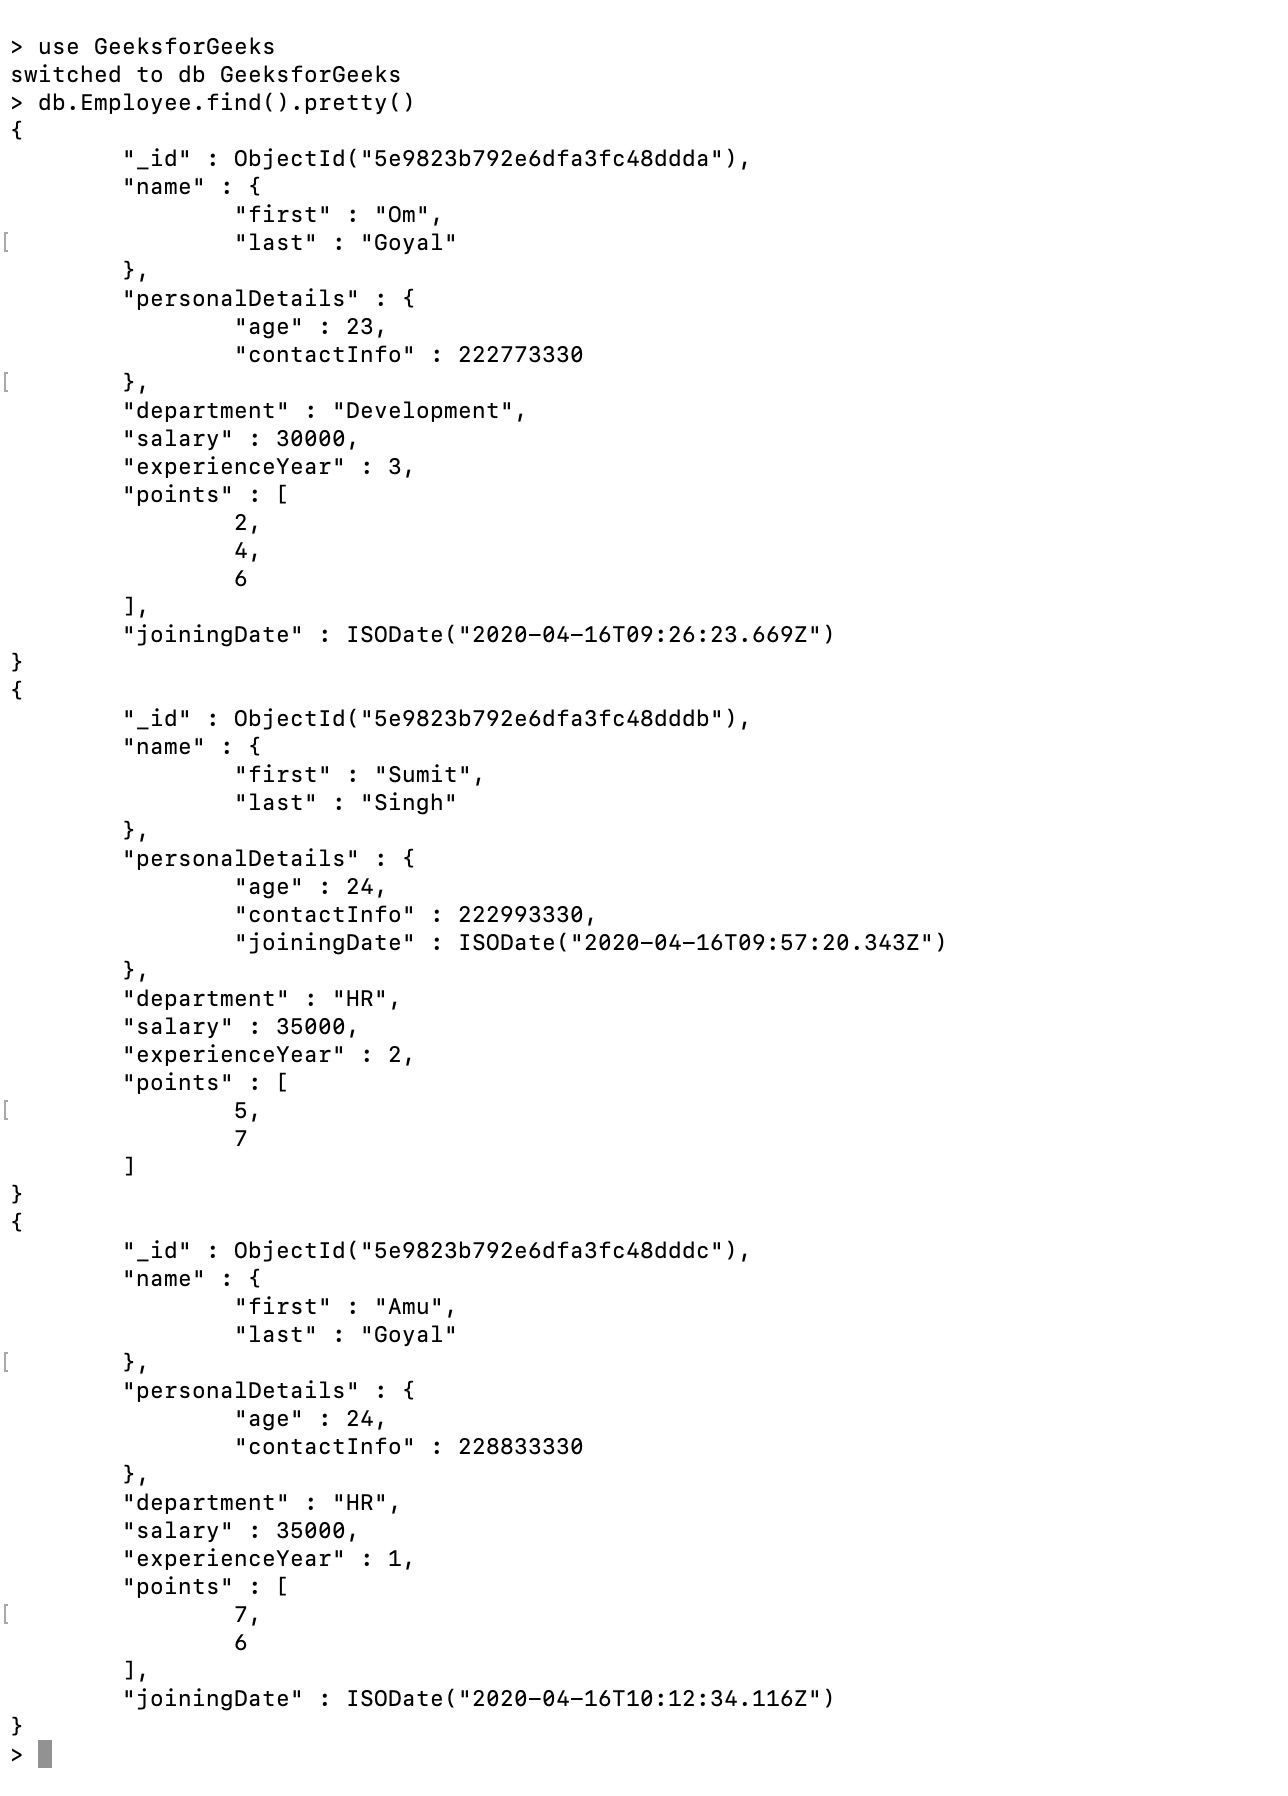 > use GeeksforGeeks
switched to db GeeksforGeeks
> db.Employee.find().pretty()
{
        "_id" : ObjectId("5e9823b792e6dfa3fc48ddda"),
        "name" : {
                "first" : "Om",
[                "last" : "Goyal"
        },
        "personalDetails" : {
                "age" : 23,
                "contactInfo" : 222773330
[        },
        "department" : "Development",
        "salary" : 30000,
        "experienceYear" : 3,
        "points" : [
                2,
                4,
                6
        ],
        "joiningDate" : ISODate("2020-04-16T09:26:23.669Z")
}
{
        "_id" : ObjectId("5e9823b792e6dfa3fc48dddb"),
        "name" : {
                "first" : "Sumit",
                "last" : "Singh"
        },
        "personalDetails" : {
                "age" : 24,
                "contactInfo" : 222993330,
                "joiningDate" : ISODate("2020-04-16T09:57:20.343Z")
        },
        "department" : "HR",
        "salary" : 35000,
        "experienceYear" : 2,
        "points" : [
[                5,
                7
        ]
}
{
        "_id" : ObjectId("5e9823b792e6dfa3fc48dddc"),
        "name" : {
                "first" : "Amu",
                "last" : "Goyal"
[        },
        "personalDetails" : {
                "age" : 24,
                "contactInfo" : 228833330
        },
        "department" : "HR",
        "salary" : 35000,
        "experienceYear" : 1,
        "points" : [
[                7,
                6
        ],
        "joiningDate" : ISODate("2020-04-16T10:12:34.116Z")
}
>